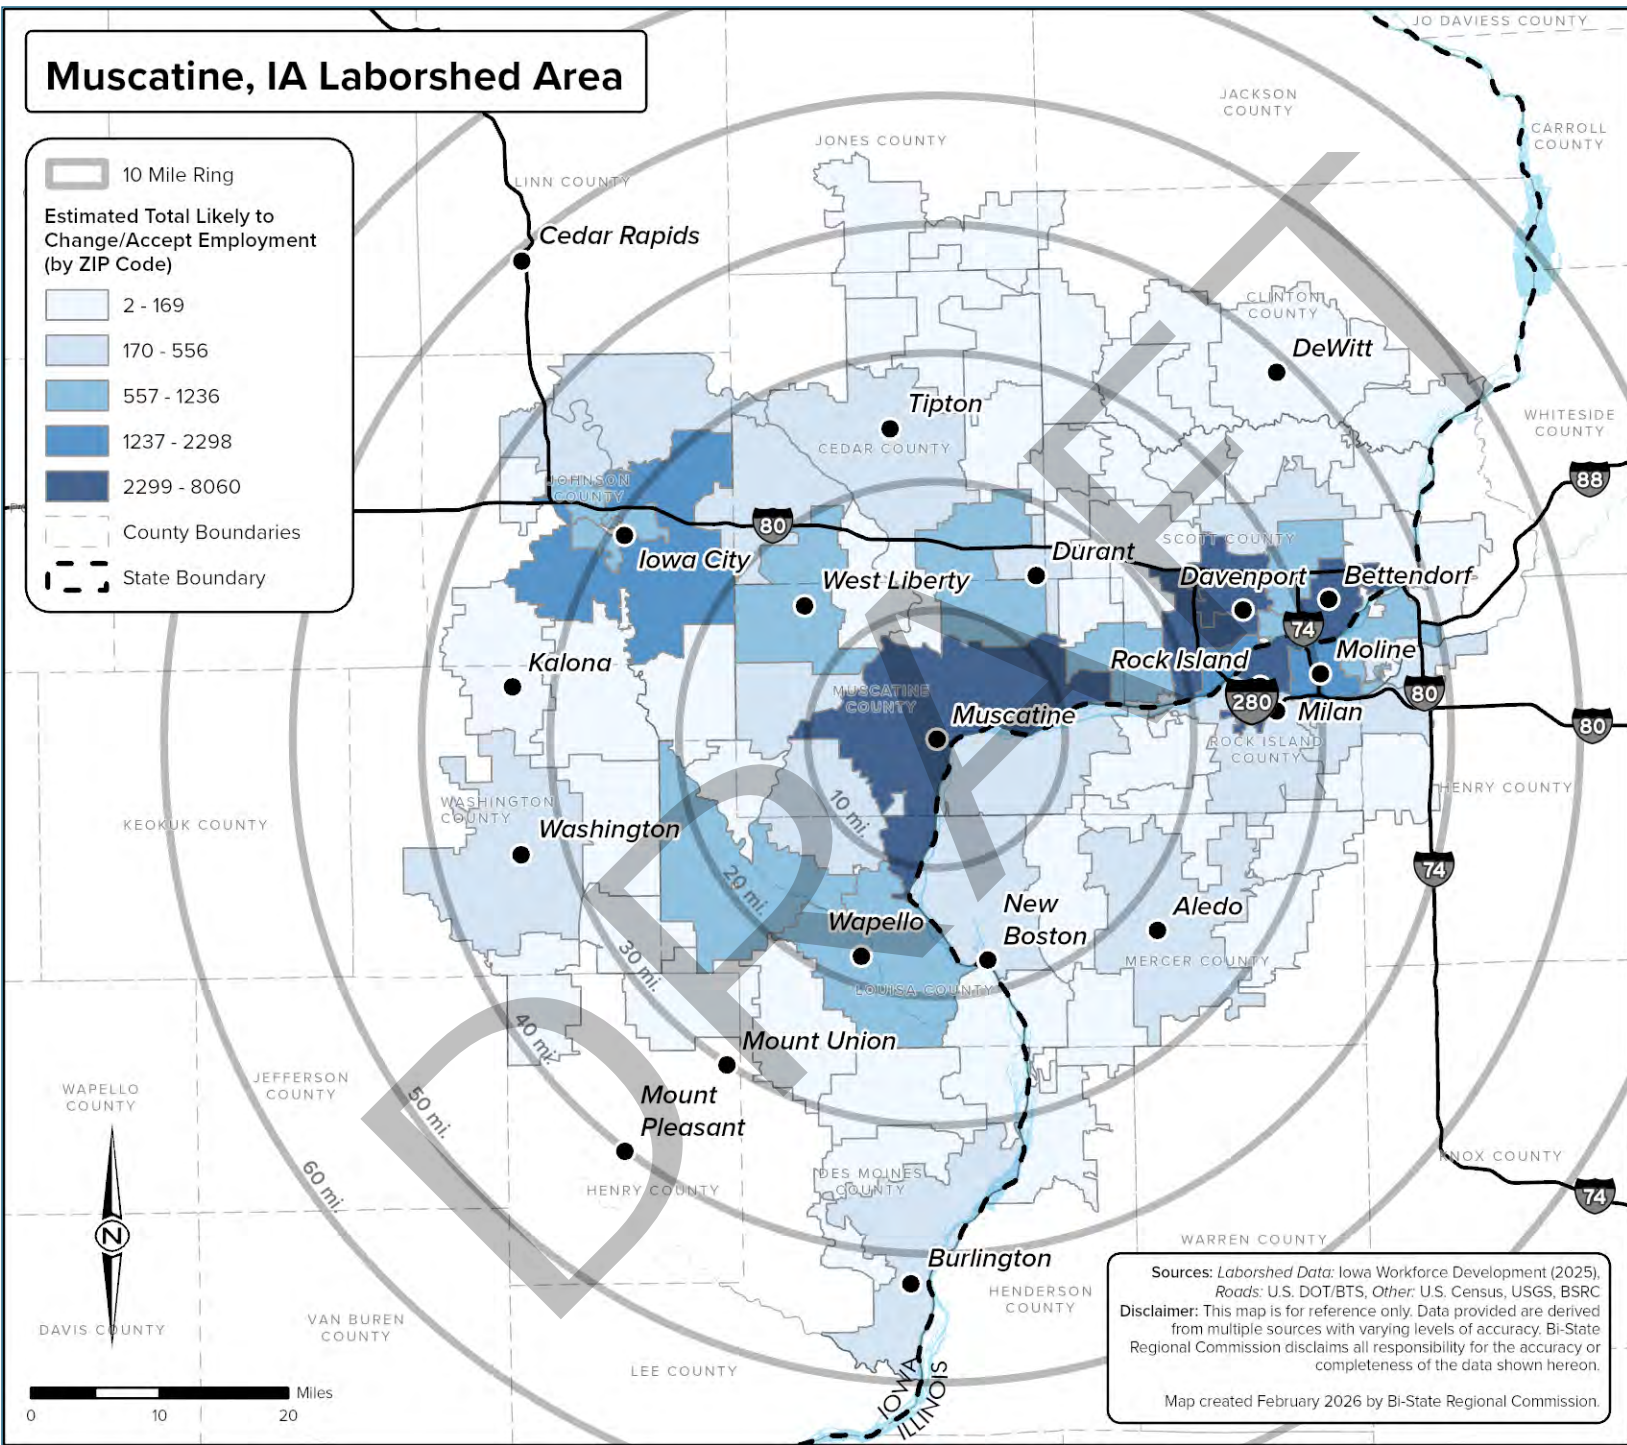 Muscatine, IA Laborshed Area
10 Mile Ring
Estimated Total Likely to
Change/Accept Employment
(by ZIP Code)
2 - 169
170 - 556
557 - 1236
1237 - 2298
2299 - 8060
County Boundaries
State Boundary
JO DAVIESS COUNTY
JACKSON
COUNTY
CARROLL
COUNTY
JONES COUNTY
LINN COUNTY
Cedar Rapids
CLINTON
COUNTY
DeWitt
Tipton
CEDAR COUNTY
WHITESIDE
COUNTY
88
JOHNSON
COUNTY
80
Iowa City
Durant
SCOTT COUNTY
West Liberty
Davenport
Bettendorf
74
Kalona
Rock Island
Moline
MUSCATINE
COUNTY
Muscatine
280
Milan
80
80
ROCK ISLAND
COUNTY
HENRY COUNTY
WASHINGTON
COUNTY
KEOKUK COUNTY
Washington
10 mi.
20 mi.
30 mi.
40 mi.
50 mi.
60 mi.
74
Wapello
New
Boston
Aledo
MERCER COUNTY
LOUISA COUNTY
Mount Union
Mount
Pleasant
WAPELLO
COUNTY
JEFFERSON
COUNTY
KNOX COUNTY
74
DES MOINES
COUNTY
HENRY COUNTY
N
WARREN COUNTY
Burlington
HENDERSON
COUNTY
DAVIS COUNTY
VAN BUREN
COUNTY
LEE COUNTY
IOWA
ILLINOIS
DRAFT
Miles
0 10 20
Sources: Laborshed Data: Iowa Workforce Development (2025),
Roads: U.S. DOT/BTS, Other: U.S. Census, USGS, BSRC
Disclaimer: This map is for reference only. Data provided are derived
from multiple sources with varying levels of accuracy. Bi-State
Regional Commission disclaims all responsibility for the accuracy or
completeness of the data shown hereon.
Map created February 2026 by Bi-State Regional Commission.